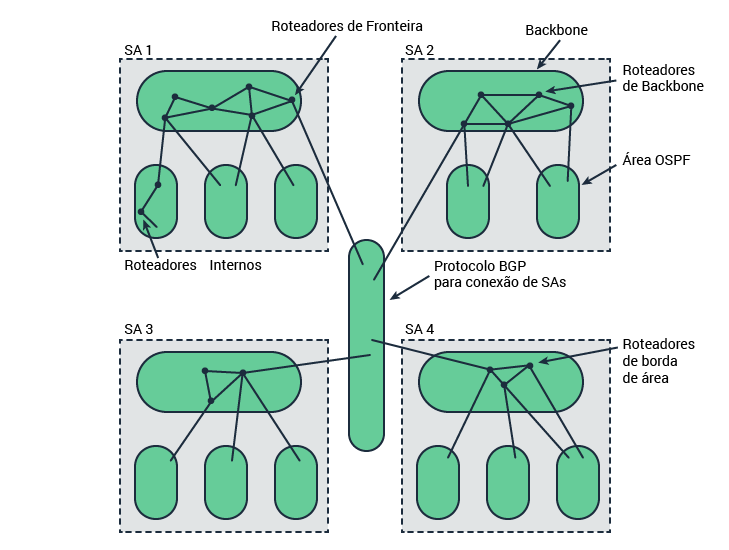 Roteadores de Fronteira
Backbone
SA 1
SA 2
Roteadores
de Backbone
Área OSPF
Roteadores Internos
Protocolo BGP
para conexão de SAs
SA 3
SA 4
Roteadores
de borda
de área